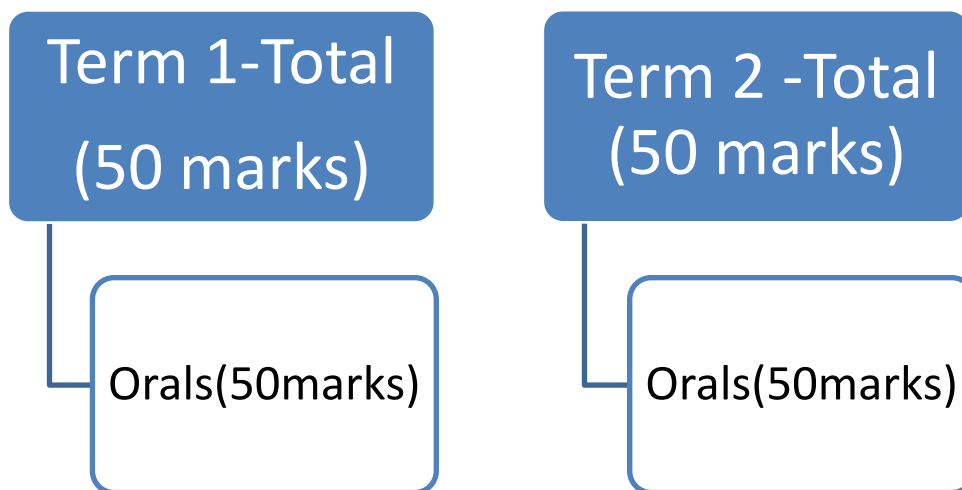 Term 1-Total
(50 marks)
Orals(50marks)
Term 2 -Total
(50 marks)
Orals(50marks)